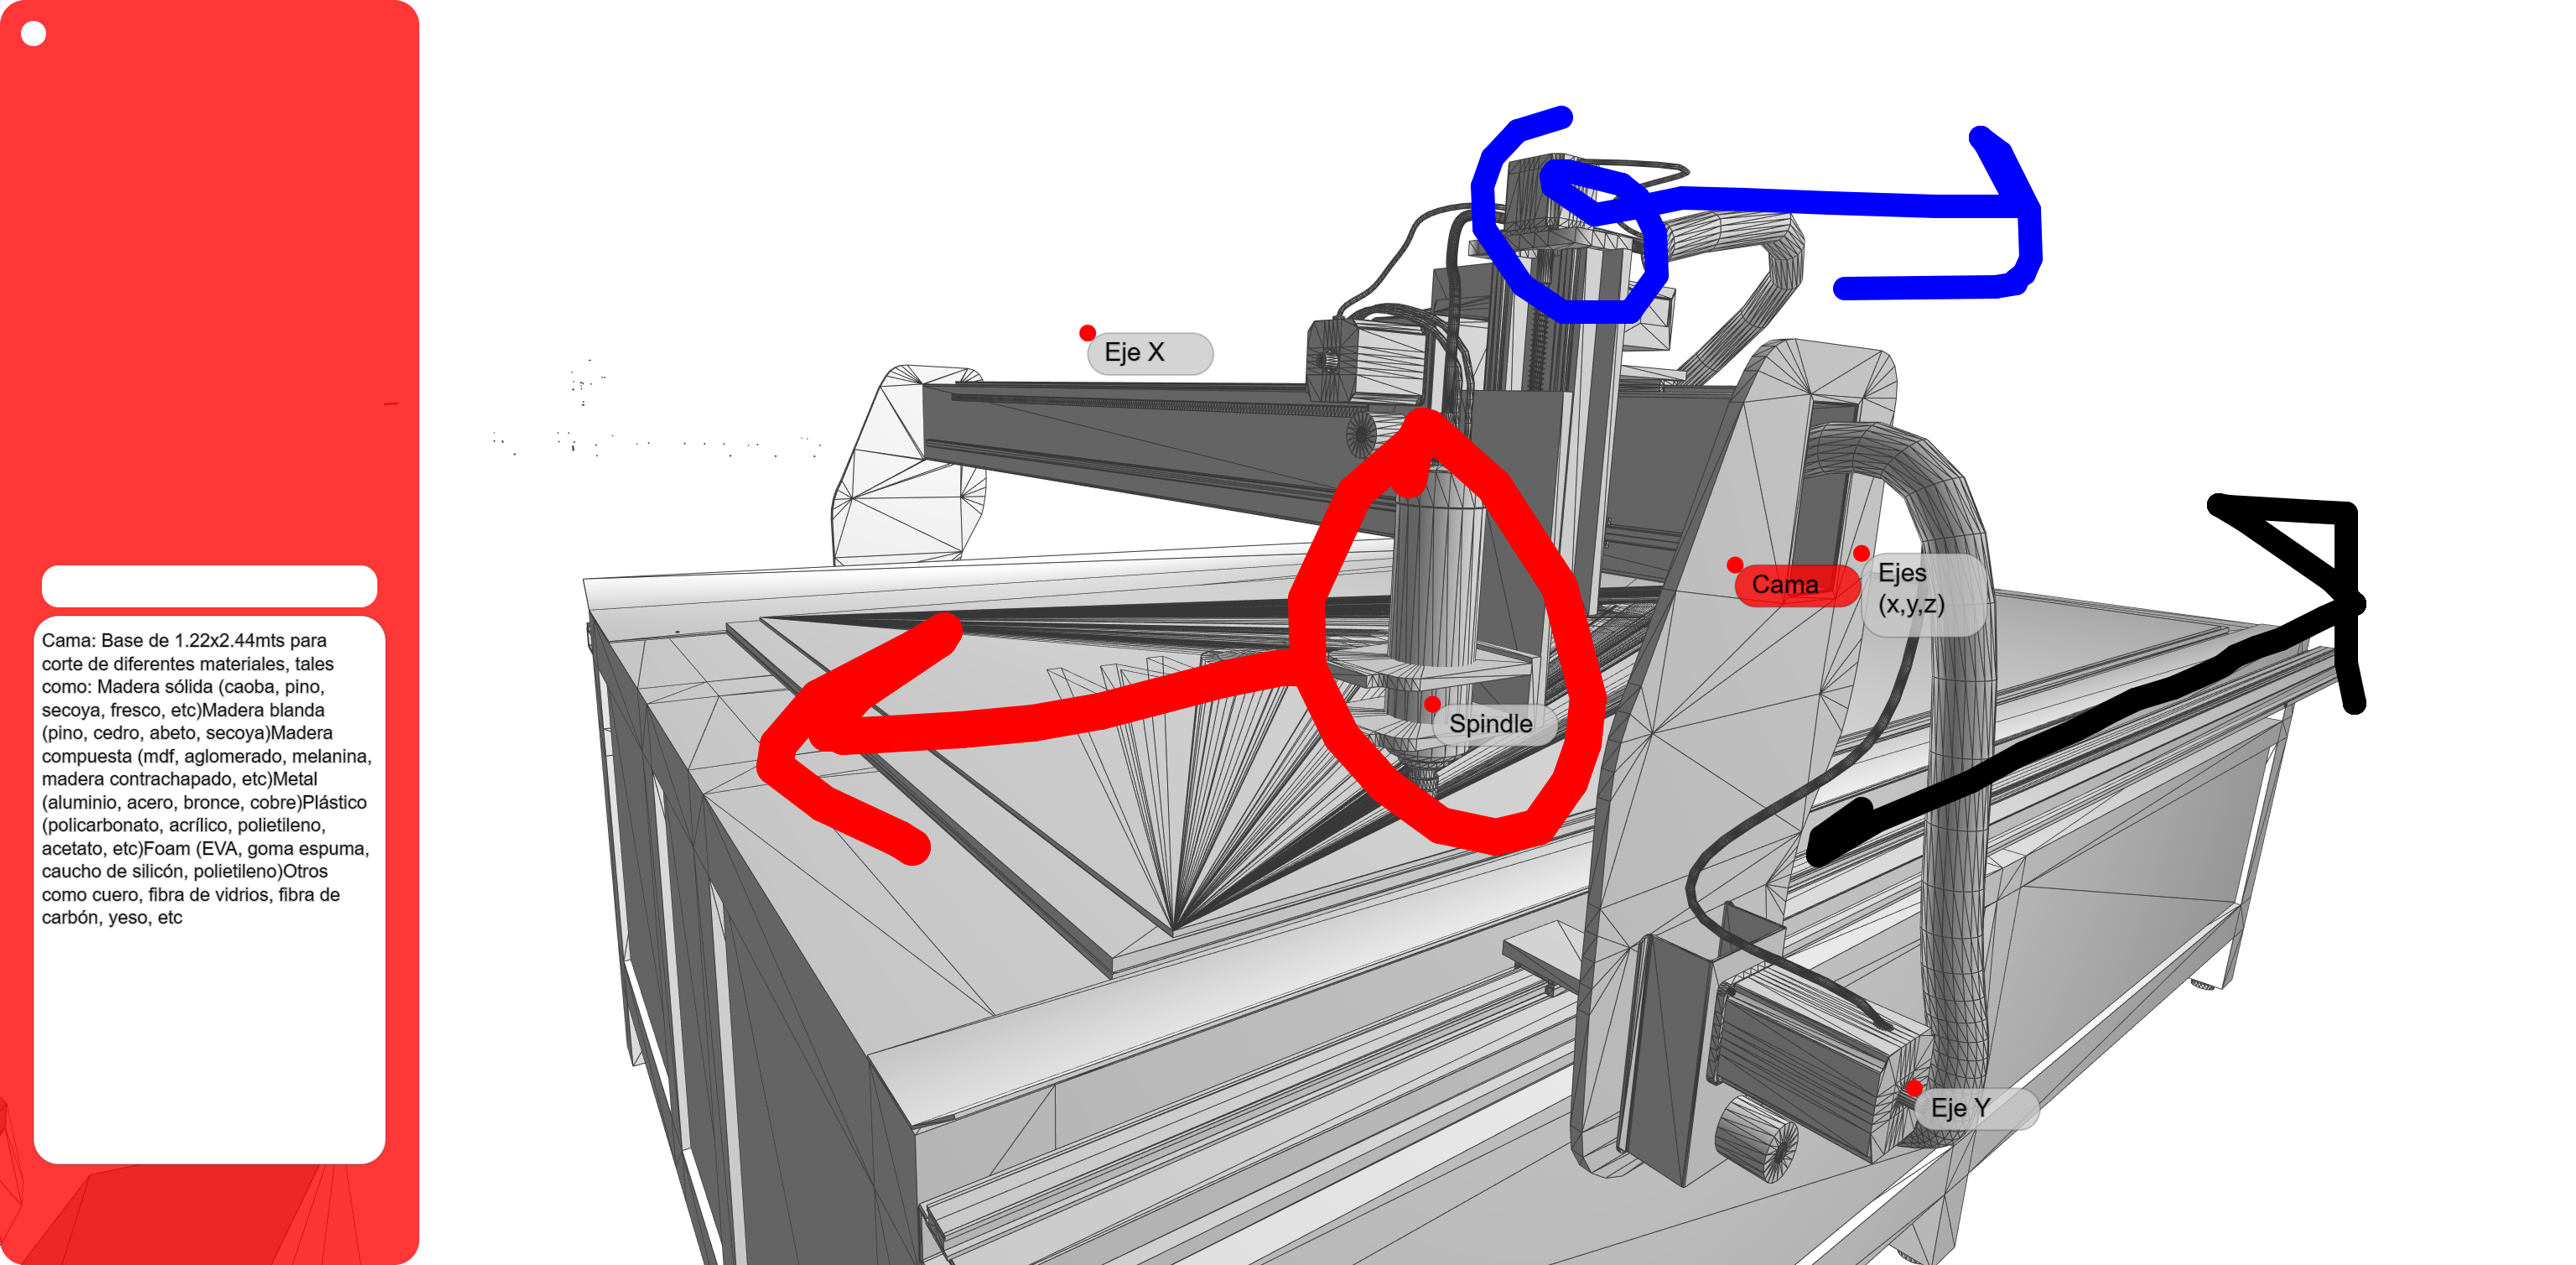 Cama: Base de 1.22x2.44mts para
corte de diferentes materiales, tales
como: Madera sólida (caoba, pino,
secoya, fresco, etc)Madera blanda
(pino, cedro, abeto, secoya)Madera
compuesta (mdf, aglomerado, melanina,
madera contrachapado, etc)Metal
(aluminio, acero, bronce, cobre)Plástico
(policarbonato, acrílico, polietileno,
acetato, etc)Foam (EVA, goma espuma,
caucho de silicón, polietileno)Otros
como cuero, fibra de vidrios, fibra de
carbón, yeso, etc
Eje X
Cama
Ejes
(x,y,z)
Spindle
Eje Y